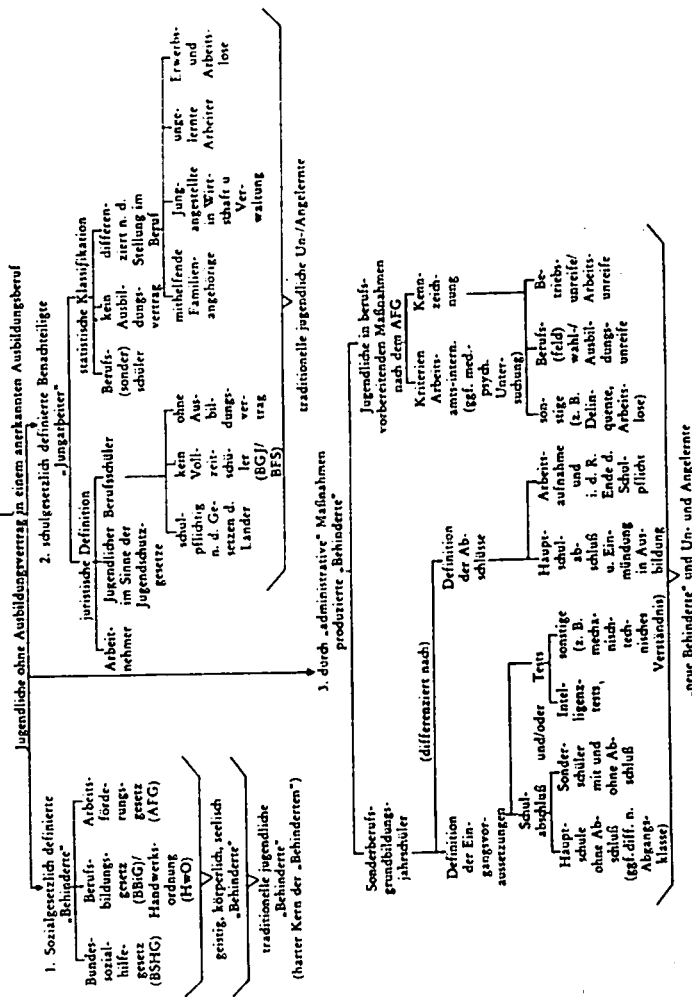 Jugendliche ohne Ausbildungsvertrag in einem anerkannten Ausbildungsberuf
1. Sozialgesetzlich definierte
„Behinderte"
Bundes-
sozial-
hilfe-
gesetz
(BSHG)
Berufs-
bildungs-
gesetz
(BBiG)/
Handwerks-
ordnung
(HwO)
Arbeits-
förde-
rungs-
gesetz
(AFG)
geistig, körperlich, seelisch
„Behinderte"
traditionelle jugendliche
„Behinderte"
(harter Kern der „Behinderten")
2. schulgesetzlich definierte Benachteiligte
„Jungarbeiter"
juristische Definition
Arbeit-
nehmer
Jugendlicher Berufsschüler
im Sinne der
Jugendschutz-
gesetze
schul-
pflichtig
n. d. Ge-
setzen d.
Lander
kein
Voll-
zeit-
schü-
ler
(BGJ/
BFS)
ohne
Aus-
bil-
dungs-
ver-
trag
statistische Klassifikation
Berufs-
(sonder)
schüler
kein
Ausbil-
dungs-
vertrag
differen-
ziert n. d.
Stellung im
Beruf
mithelfende
Familien-
angehörige
Jung-
angestellte
in Wirt-
schaft u
Ver-
waltung
unge-
lernte
Arbeiter
Erwerbs-
und
Arbeits-
lose
traditionelle jugendliche Un-/Angelernte
3. durch „administrative" Maßnahmen
produzierte „Behinderte"
Sonderberufs-
grundbildungs-
jahrschüler
(differenziert nach)
Definition
der Ein-
gangsvor-
aussetzungen
Schul-
abschluß
und/oder
Tests
Haupt-
schule
ohne Ab-
schluß
(ggf. diff. n.
Abgangs-
klasse)
Sonder-
schüler
mit und
ohne Ab-
schluß
Intel-
ligenz-
tests,
sonstige
(z. B.
mecha-
nisch-
tech-
nisches
Verständnis)
Definition
der Ab-
schlüsse
Haupt-
schul-
ab-
schluß
u. Ein-
mündung
in Aus-
bildung
Arbeits-
aufnahme
und
i. d. R.
Ende d.
Schul-
pflicht
Jugendliche in berufs-
vorbereitenden Maßnahmen
nach dem AFG
Kriterien
Arbeits-
amts-intern.
(ggf. med.-
psych.
Unter-
suchung)
Kenn-
zeich-
nung
son-
stige
(z. B.
Delin-
quente,
Arbeits-
lose)
Berufs-
(feld)
wahl-/
Ausbil-
dungs-
unreife
Be-
triebs-
unreife/
Arbeits-
unreife
„neue Behinderte" und Un- und Angelernte